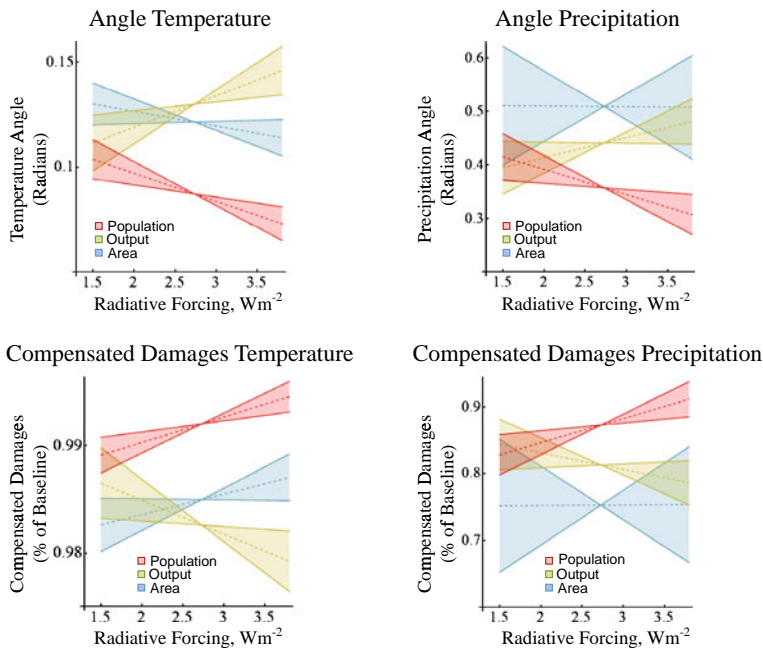 Angle Temperature
0.15
0.1
Temperature Angle
(Radians)
Population
Output
Area
1.5 2 2.5 3 3.5
Radiative Forcing, Wm-2
Angle Precipitation
0.6
0.5
0.4
0.3
Precipitation Angle
(Radians)
Population
Output
Area
1.5 2 2.5 3 3.5
Radiative Forcing, Wm-2
Compensated Damages Temperature
0.99
0.98
Compensated Damages
(% of Baseline)
Population
Output
Area
1.5 2 2.5 3 3.5
Radiative Forcing, Wm-2
Compensated Damages Precipitation
0.9
0.8
0.7
Compensated Damages
(% of Baseline)
Population
Output
Area
1.5 2 2.5 3 3.5
Radiative Forcing, Wm-2